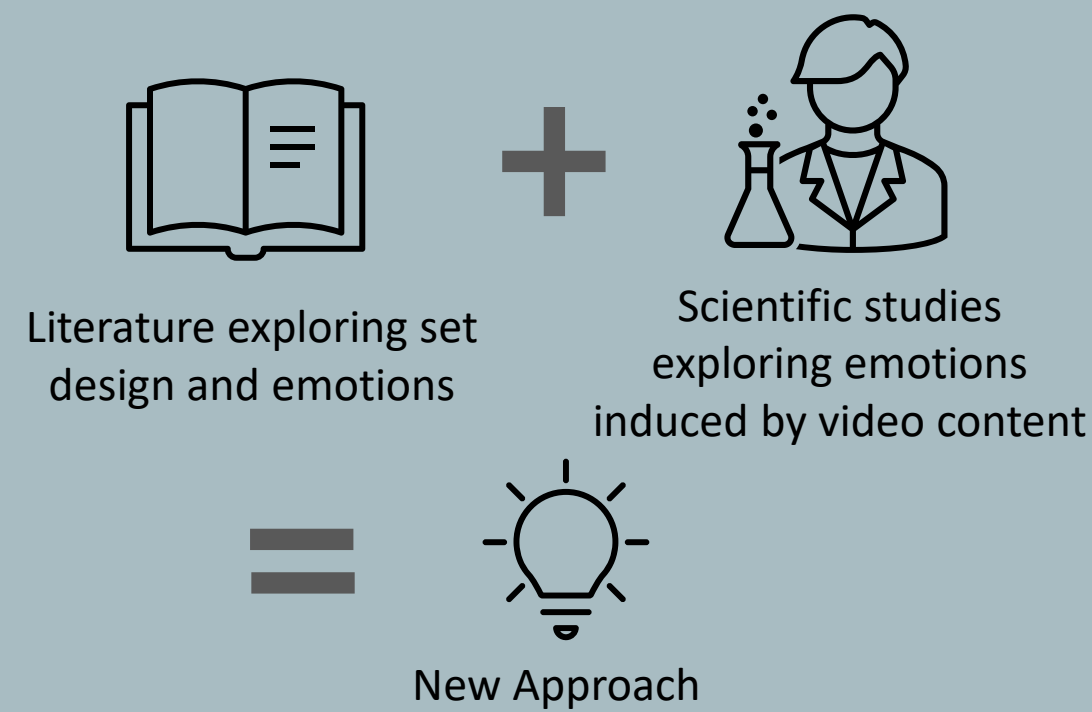 Literature exploring set
design and emotions
Scientific studies
exploring emotions
induced by video content
New Approach